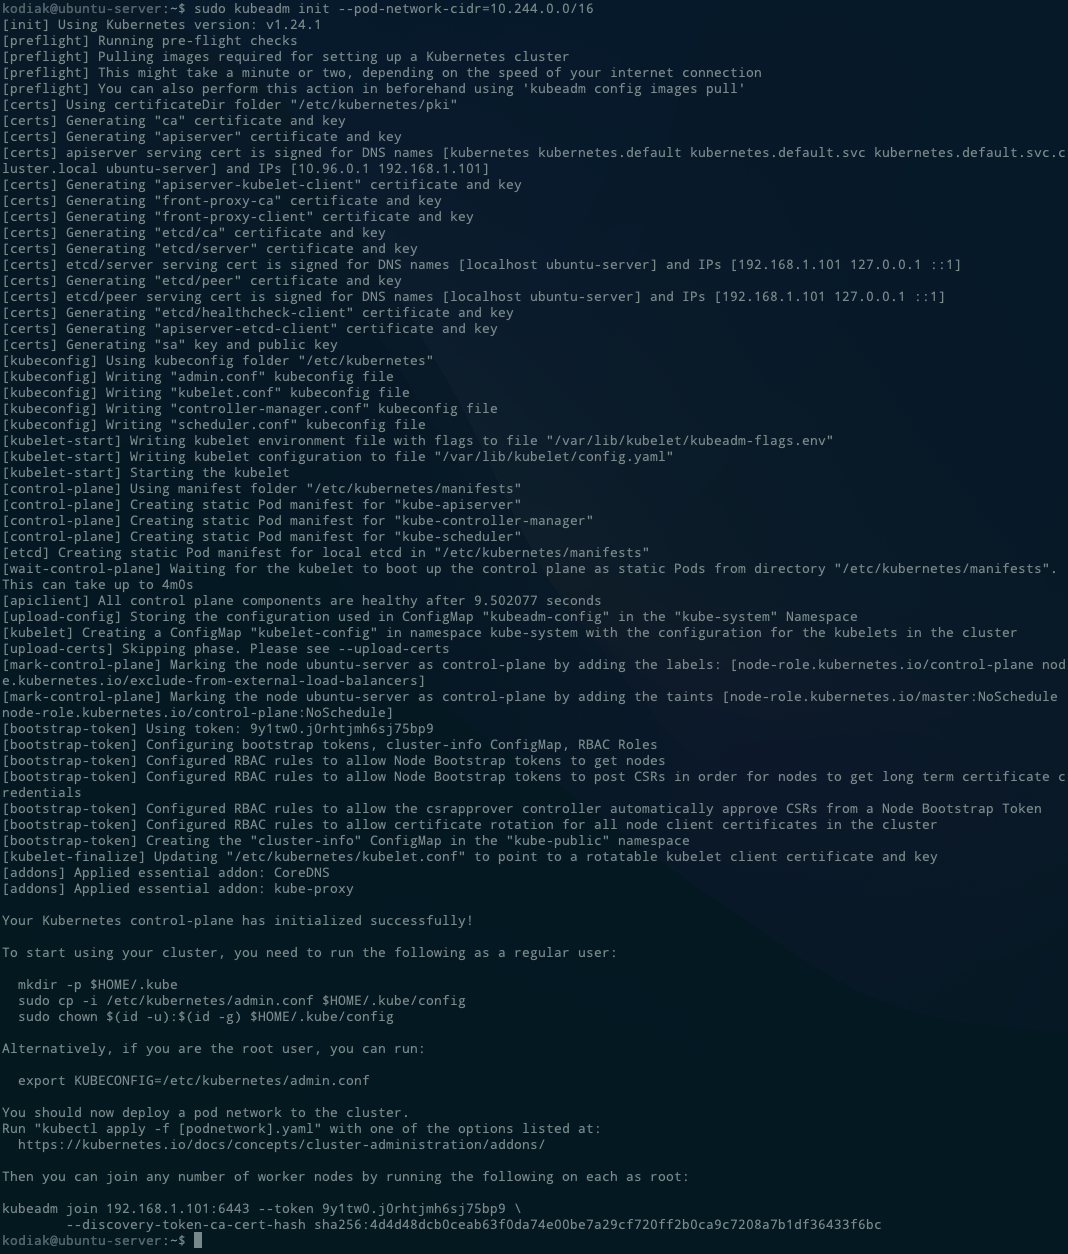 kodiak@ubuntu-server:~$ sudo kubeadm init --pod-network-cidr=10.244.0.0/16
[init] Using Kubernetes version: v1.24.1
[preflight] Running pre-flight checks
[preflight] Pulling images required for setting up a Kubernetes cluster
[preflight] This might take a minute or two, depending on the speed of your internet connection
[preflight] You can also perform this action in beforehand using 'kubeadm config images pull'
[certs] Using certificateDir folder "/etc/kubernetes/pki"
[certs] Generating "ca" certificate and key
[certs] Generating "apiserver" certificate and key
[certs] apiserver serving cert is signed for DNS names [kubernetes kubernetes.default kubernetes.default.svc kubernetes.default.svc.c
luster.local ubuntu-server] and IPs [10.96.0.1 192.168.1.101]
[certs] Generating "apiserver-kubelet-client" certificate and key
[certs] Generating "front-proxy-ca" certificate and key
[certs] Generating "front-proxy-client" certificate and key
[certs] Generating "etcd/ca" certificate and key
[certs] Generating "etcd/server" certificate and key
[certs] etcd/server serving cert is signed for DNS names [localhost ubuntu-server] and IPs [192.168.1.101 127.0.0.1 ::1]
[certs] Generating "etcd/peer" certificate and key
[certs] etcd/peer serving cert is signed for DNS names [localhost ubuntu-server] and IPs [192.168.1.101 127.0.0.1 ::1]
[certs] Generating "etcd/healthcheck-client" certificate and key
[certs] Generating "apiserver-etcd-client" certificate and key
[certs] Generating "sa" key and public key
[kubeconfig] Using kubeconfig folder "/etc/kubernetes"
[kubeconfig] Writing "admin.conf" kubeconfig file
[kubeconfig] Writing "kubelet.conf" kubeconfig file
[kubeconfig] Writing "controller-manager.conf" kubeconfig file
[kubeconfig] Writing "scheduler.conf" kubeconfig file
[kubelet-start] Writing kubelet environment file with flags to file "/var/lib/kubelet/kubeadm-flags.env"
[kubelet-start] Writing kubelet configuration to file "/var/lib/kubelet/config.yaml"
[kubelet-start] Starting the kubelet
[control-plane] Using manifest folder "/etc/kubernetes/manifests"
[control-plane] Creating static Pod manifest for "kube-apiserver"
[control-plane] Creating static Pod manifest for "kube-controller-manager"
[control-plane] Creating static Pod manifest for "kube-scheduler"
[etcd] Creating static Pod manifest for local etcd in "/etc/kubernetes/manifests"
[wait-control-plane] Waiting for the kubelet to boot up the control plane as static Pods from directory "/etc/kubernetes/manifests".
This can take up to 4m0s
[apiclient] All control plane components are healthy after 9.502077 seconds
[upload-config] Storing the configuration used in ConfigMap "kubeadm-config" in the "kube-system" Namespace
[kubelet] Creating a ConfigMap "kubelet-config" in namespace kube-system with the configuration for the kubelets in the cluster
[upload-certs] Skipping phase. Please see --upload-certs
[mark-control-plane] Marking the node ubuntu-server as control-plane by adding the labels: [node-role.kubernetes.io/control-plane nod
e.kubernetes.io/exclude-from-external-load-balancers]
[mark-control-plane] Marking the node ubuntu-server as control-plane by adding the taints [node-role.kubernetes.io/master:NoSchedule
node-role.kubernetes.io/control-plane:NoSchedule]
[bootstrap-token] Using token: 9y1tw0.j0rhtjmh6sj75bp9
[bootstrap-token] Configuring bootstrap tokens, cluster-info ConfigMap, RBAC Roles
[bootstrap-token] Configured RBAC rules to allow Node Bootstrap tokens to get nodes
[bootstrap-token] Configured RBAC rules to allow Node Bootstrap tokens to post CSRs in order for nodes to get long term certificate c
redentials
[bootstrap-token] Configured RBAC rules to allow the csrapprover controller automatically approve CSRs from a Node Bootstrap Token
[bootstrap-token] Configured RBAC rules to allow certificate rotation for all node client certificates in the cluster
[bootstrap-token] Creating the "cluster-info" ConfigMap in the "kube-public" namespace
[kubelet-finalize] Updating "/etc/kubernetes/kubelet.conf" to point to a rotatable kubelet client certificate and key
[addons] Applied essential addon: CoreDNS
[addons] Applied essential addon: kube-proxy
Your Kubernetes control-plane has initialized successfully!
To start using your cluster, you need to run the following as a regular user:
mkdir -p $HOME/.kube
sudo cp -i /etc/kubernetes/admin.conf $HOME/.kube/config
sudo chown $(id -u):$(id -g) $HOME/.kube/config
Alternatively, if you are the root user, you can run:
export KUBECONFIG=/etc/kubernetes/admin.conf
You should now deploy a pod network to the cluster.
Run "kubectl apply -f [podnetwork].yaml" with one of the options listed at:
https://kubernetes.io/docs/concepts/cluster-administration/addons/
Then you can join any number of worker nodes by running the following on each as root:
kubeadm join 192.168.1.101:6443 --token 9y1tw0.j0rhtjmh6sj75bp9 \
--discovery-token-ca-cert-hash sha256:4d4d48dcb0ceab63f0da74e00be7a29cf720ff2b0ca9c7208a7b1df36433f6bc
kodiak@ubuntu-server:~$